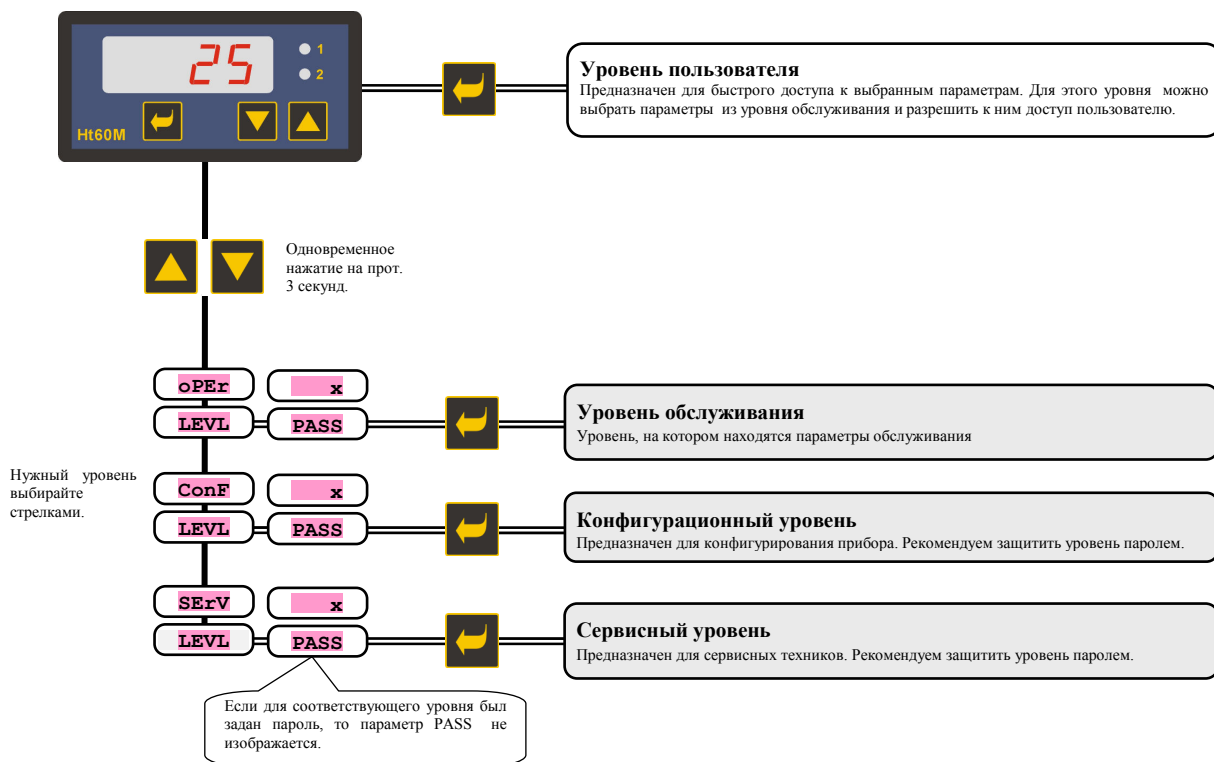 25
1
2
Ht60M
Уровень пользователя
Предназначен для быстрого доступа к выбранным параметрам. Для этого уровня можно
выбрать параметры из уровня обслуживания и разрешить к ним доступ пользователю.
Одновременное
нажатие на прот.
3 секунд.
oPEr
x
LEVL
PASS
Уровень обслуживания
Уровень, на котором находятся параметры обслуживания
Нужный уровень
выбирайте
стрелками.
ConF
x
LEVL
PASS
Конфигурационный уровень
Предназначен для конфигурирования прибора. Рекомендуем защитить уровень паролем.
SErV
x
LEVL
PASS
Сервисный уровень
Предназначен для сервисных техников. Рекомендуем защитить уровень паролем.
Если для соответствующего уровня был
задан пароль, то параметр PASS не
изображается.